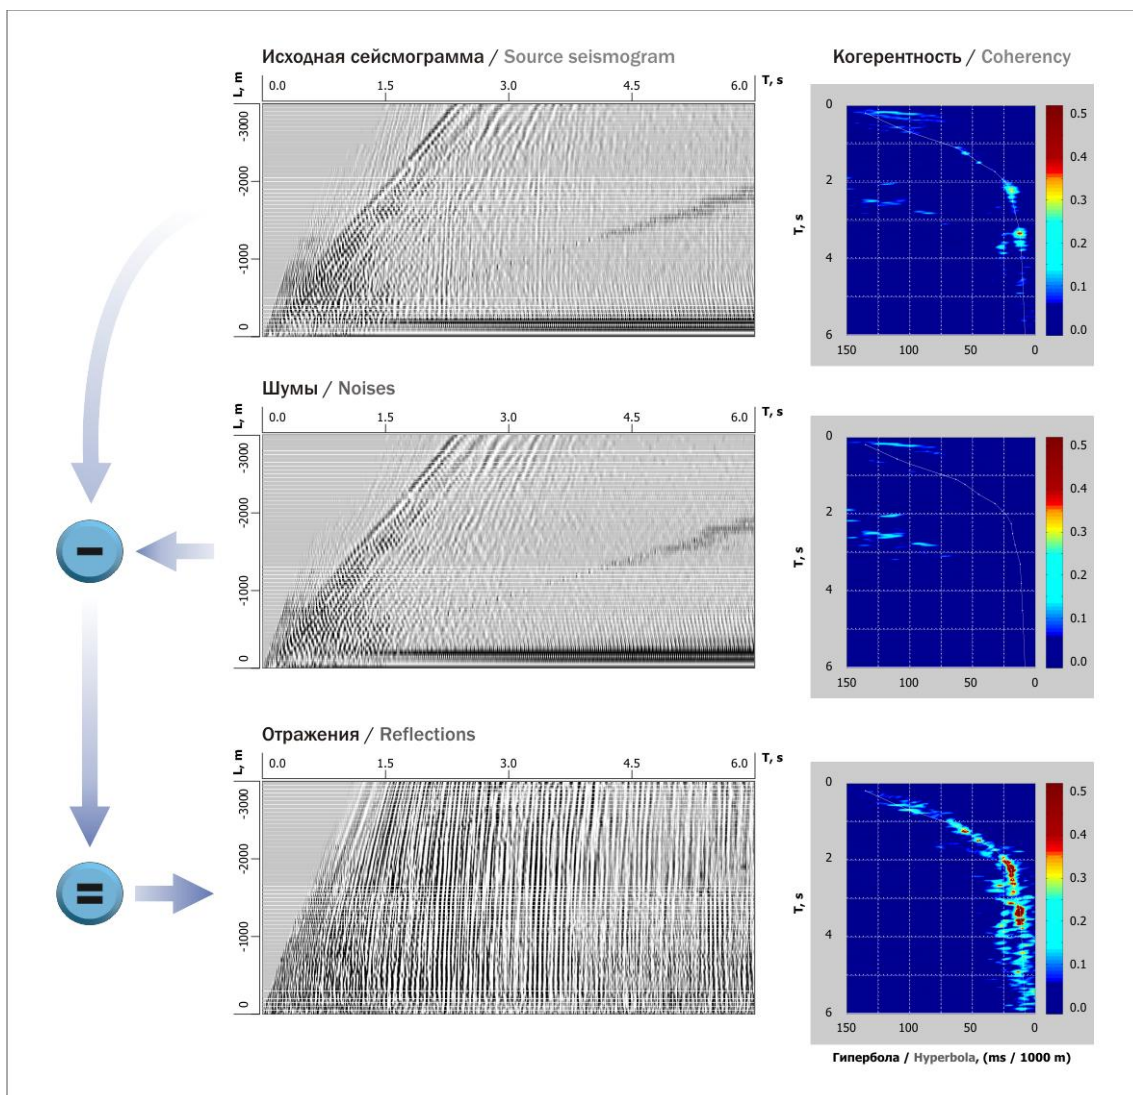 Исходная сейсмограмма / Source seismogram
Когерентность / Coherency
L, m
0.0 1.5 3.0 4.5 6.0 T, s
-3000
-2000
-1000
0
T, s
0
2
4
6
150 100 50 0
0.5
0.4
0.3
0.2
0.1
0.0
Шумы / Noises
L, m
0.0 1.5 3.0 4.5 6.0 T, s
-3000
-2000
-1000
0
T, s
0
2
4
6
150 100 50 0
0.5
0.4
0.3
0.2
0.1
0.0
Отражения / Reflections
L, m
0.0 1.5 3.0 4.5 6.0 T, s
-3000
-2000
-1000
0
T, s
0
2
4
6
150 100 50 0
0.5
0.4
0.3
0.2
0.1
0.0
Гипербола / Hyperbola, (ms / 1000 m)